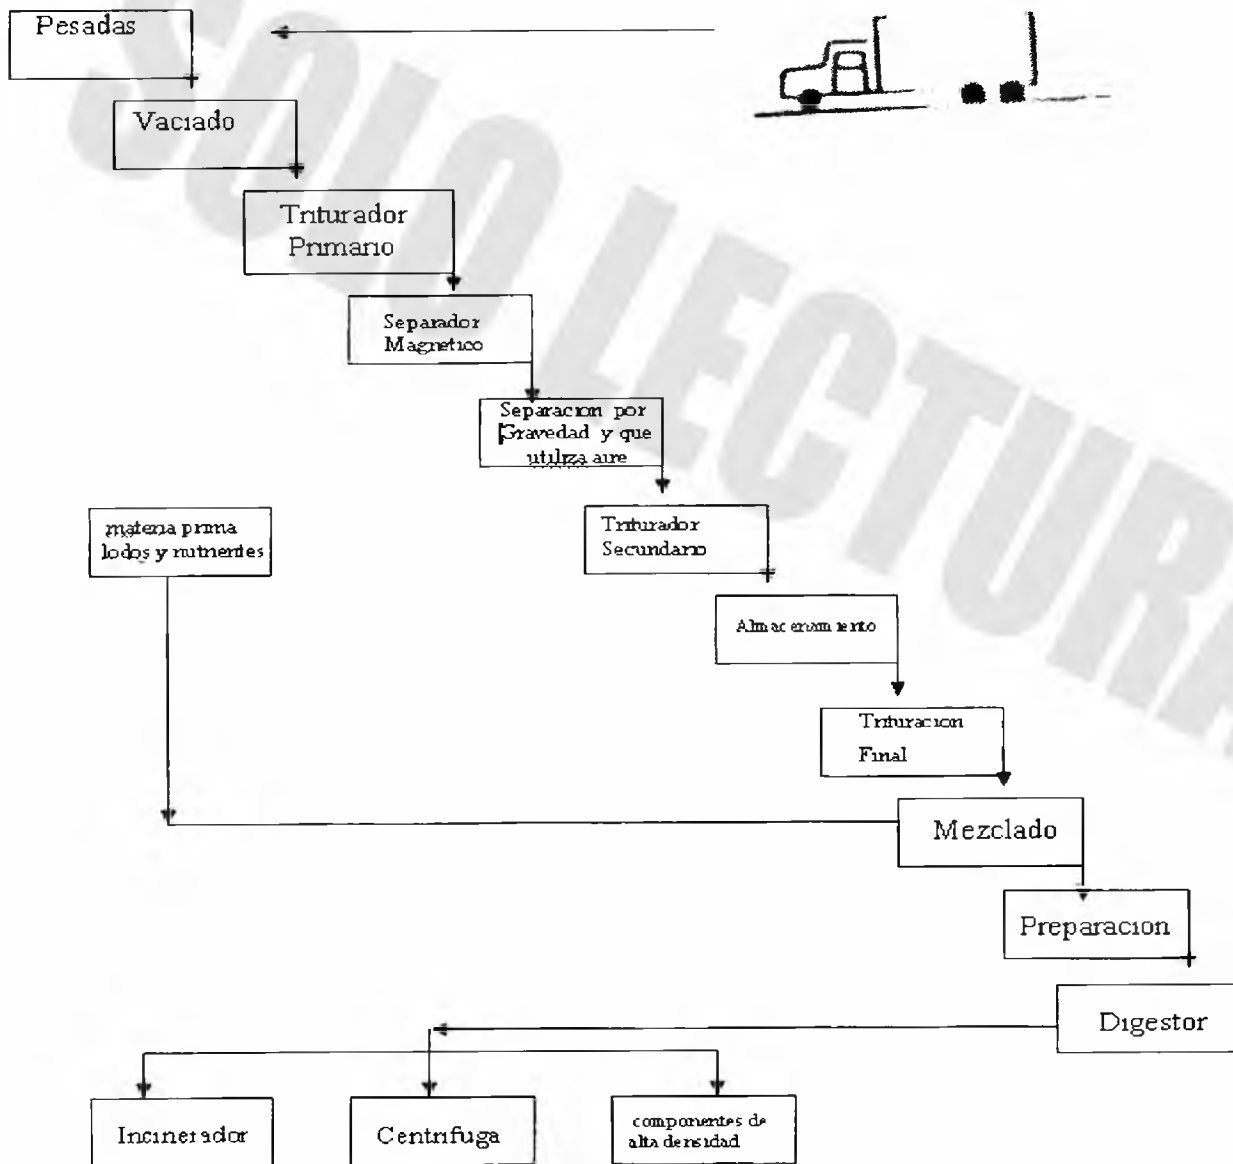 Pesadas
Vaciado
Triturador
Primario
Separador
Magnetico
Separacion por
Gravedad y que
utiliza aire
materia prima
lodos y nutrientes
Triturador
Secundario
Almacenamiento
Trituracion
Final
Mezclado
Preparacion
Digestor
Incinerador
Centrifuga
componentes de
alta densidad
SOLO LECTURA